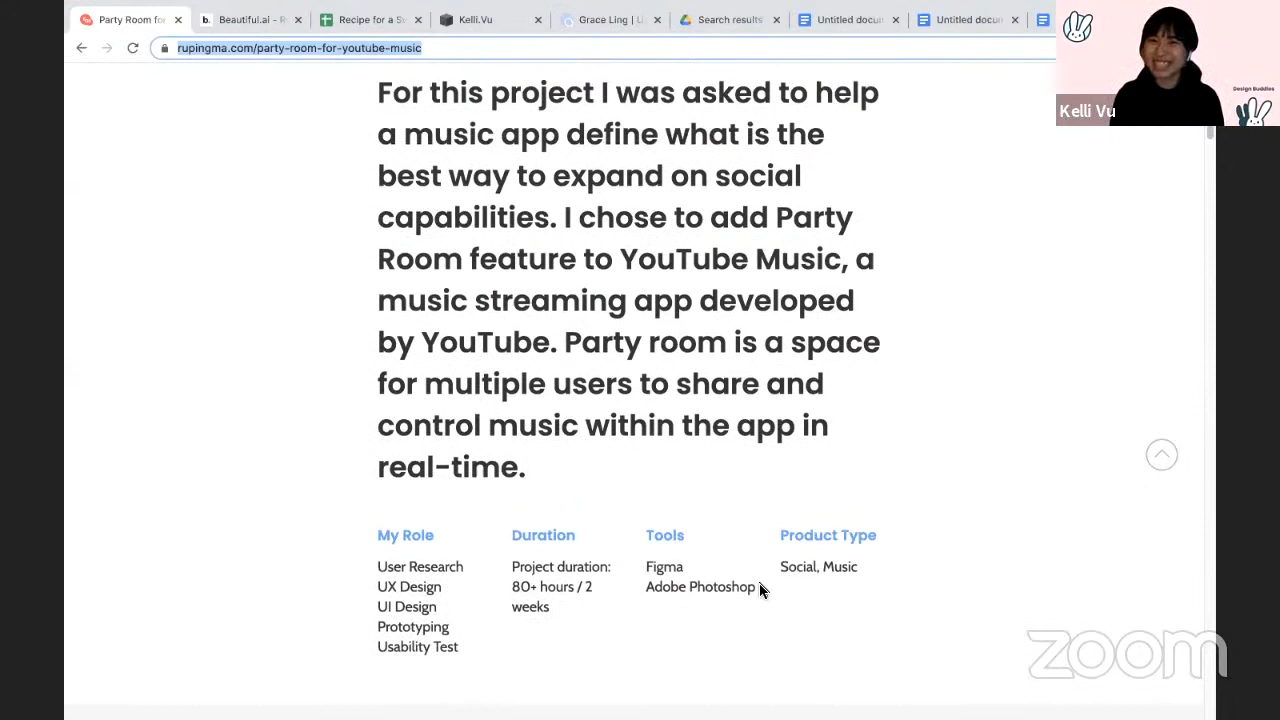 Party Room for
Beautiful.ai - R
Recipe for a S
Kelli.Vu
Grace Ling | Li
Search results
Untitled docum
Untitled docum
rupingma.com/party-room-for-youtube-music
Design Buddies
Kelli Vu
For this project I was asked to help
a music app define what is the
best way to expand on social
capabilities. I chose to add Party
Room feature to YouTube Music, a
music streaming app developed
by YouTube. Party room is a space
for multiple users to share and
control music within the app in
real-time.
My Role
User Research
UX Design
UI Design
Prototyping
Usability Test
Duration
Project duration:
80+ hours / 2
weeks
Tools
Figma
Adobe Photoshop
Product Type
Social, Music
zoom